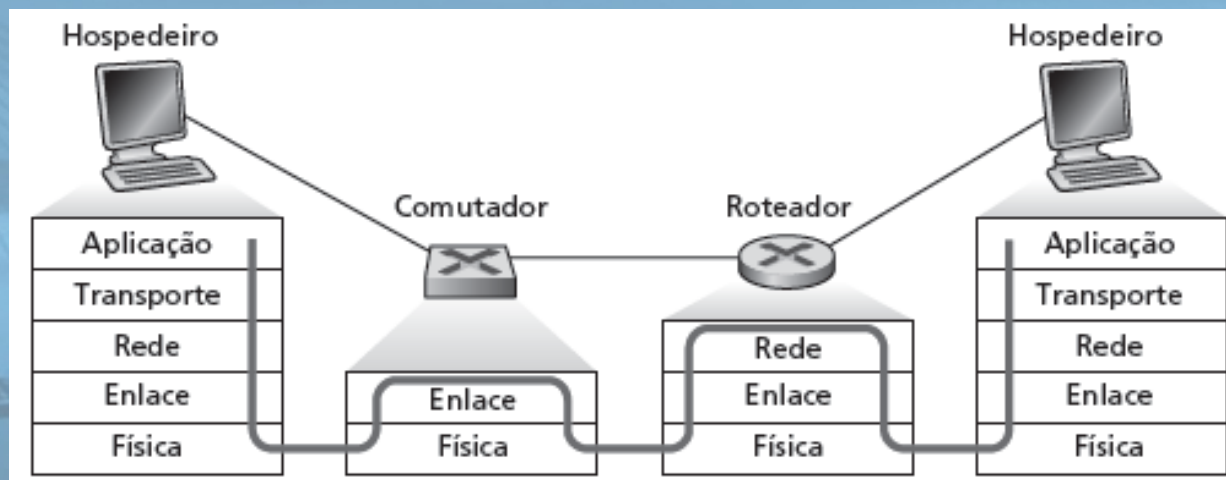 Hospedeiro
Hospedeiro
Comutador
Roteador
Aplicação
Transporte
Rede
Enlace
Física
Enlace
Física
Rede
Enlace
Física
Aplicação
Transporte
Rede
Enlace
Física